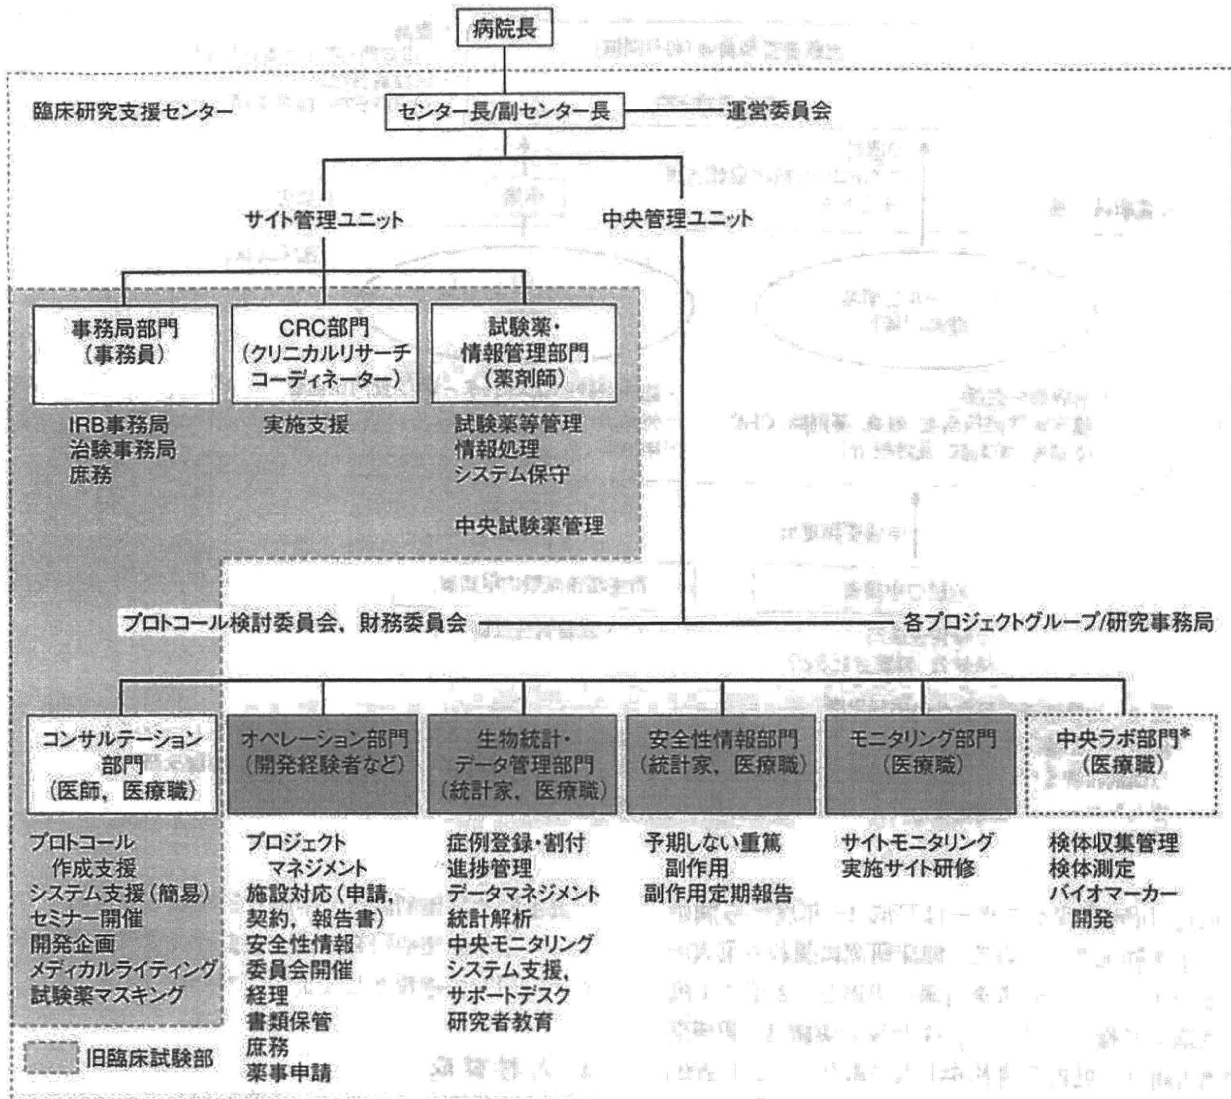 病院長
臨床研究支援センター
センター長/副センター長
運営委員会
サイト管理ユニット
中央管理ユニット
事務局部門
（事務員）
IRB事務局
治験事務局
庶務
CRC部門
（クリニカルリサーチ
コーディネーター）
実施支援
試験薬・
情報管理部門
（薬剤師）
試験薬等管理
情報処理
システム保守
中央試験薬管理
プロトコール検討委員会，財務委員会
各プロジェクトグループ/研究事務局
コンサルテーション
部門
（医師，医療職）
プロトコール
作成支援
システム支援（簡易）
セミナー開催
開発企画
メディカルライティング
試験薬マスキング
オペレーション部門
（開発経験者など）
プロジェクト
マネジメント
施設対応（申請，
契約，報告書）
安全性情報
委員会開催
経理
書類保管
庶務
薬事申請
生物統計・
データ管理部門
（統計家，医療職）
症例登録・割付
進捗管理
データマネジメント
統計解析
中央モニタリング
システム支援，
サポートデスク
研究者教育
安全性情報部門
（統計家，医療職）
予期しない重篤
副作用
副作用定期報告
モニタリング部門
（医療職）
サイトモニタリング
実施サイト研修
中央ラボ部門*
（医療職）
検体収集管理
検体測定
バイオマーカー
開発
旧臨床試験部